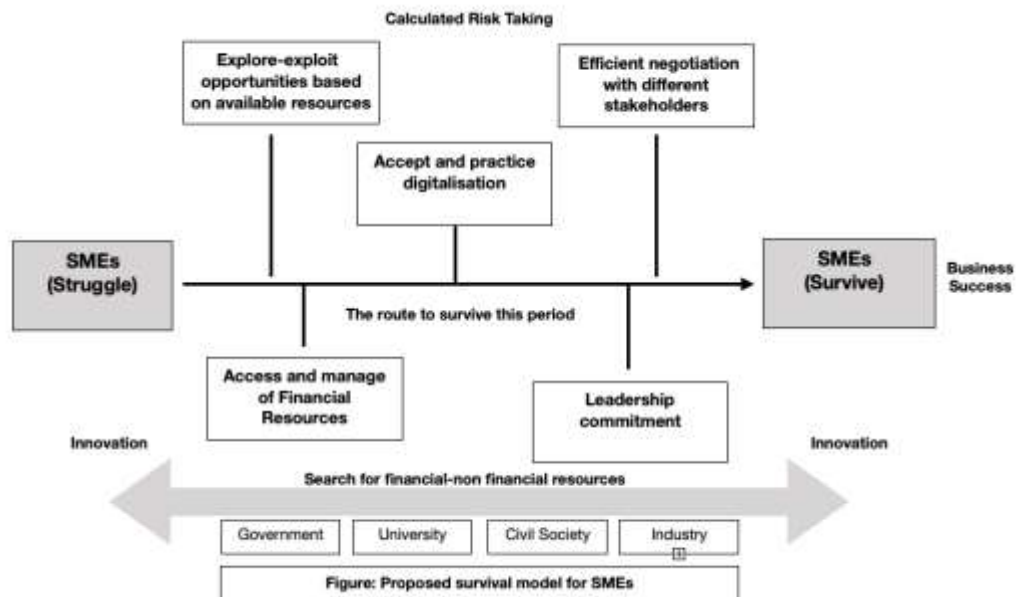 Calculated Risk Taking
Explore-exploit
opportunities based
on available resources
Efficient negotiation
with different
stakeholders
Accept and practice
digitalisation
SMEs
(Struggle)
SMEs
(Survive)
Business
Success
The route to survive this period
Access and manage
of Financial
Resources
Leadership
commitment
Innovation
Innovation
Search for financial-non financial resources
Government
University
Civil Society
Industry
Figure: Proposed survival model for SMEs